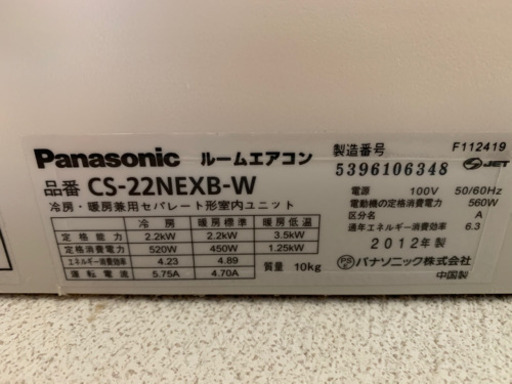 Panasonic ルームエアコン
品番 CS-22NEXB-W
冷房・暖房兼用セパレート形室内ユニット
冷房 暖房標準 暖房低温
定格能力 2.2kW 2.2kW 3.5kW
定格消費電力 520W 450W 1.25kW
エネルギー消費効率 4.23 4.89
運転電流 5.75A 4.70A
質量 10kg
F112419
製造番号
5396106348 JET
電源 100V 50/60Hz
電動機の定格消費電力 560W
区分名 A
通年エネルギー消費効率 6.3
2012年製
PSE パナソニック株式会社
中国製